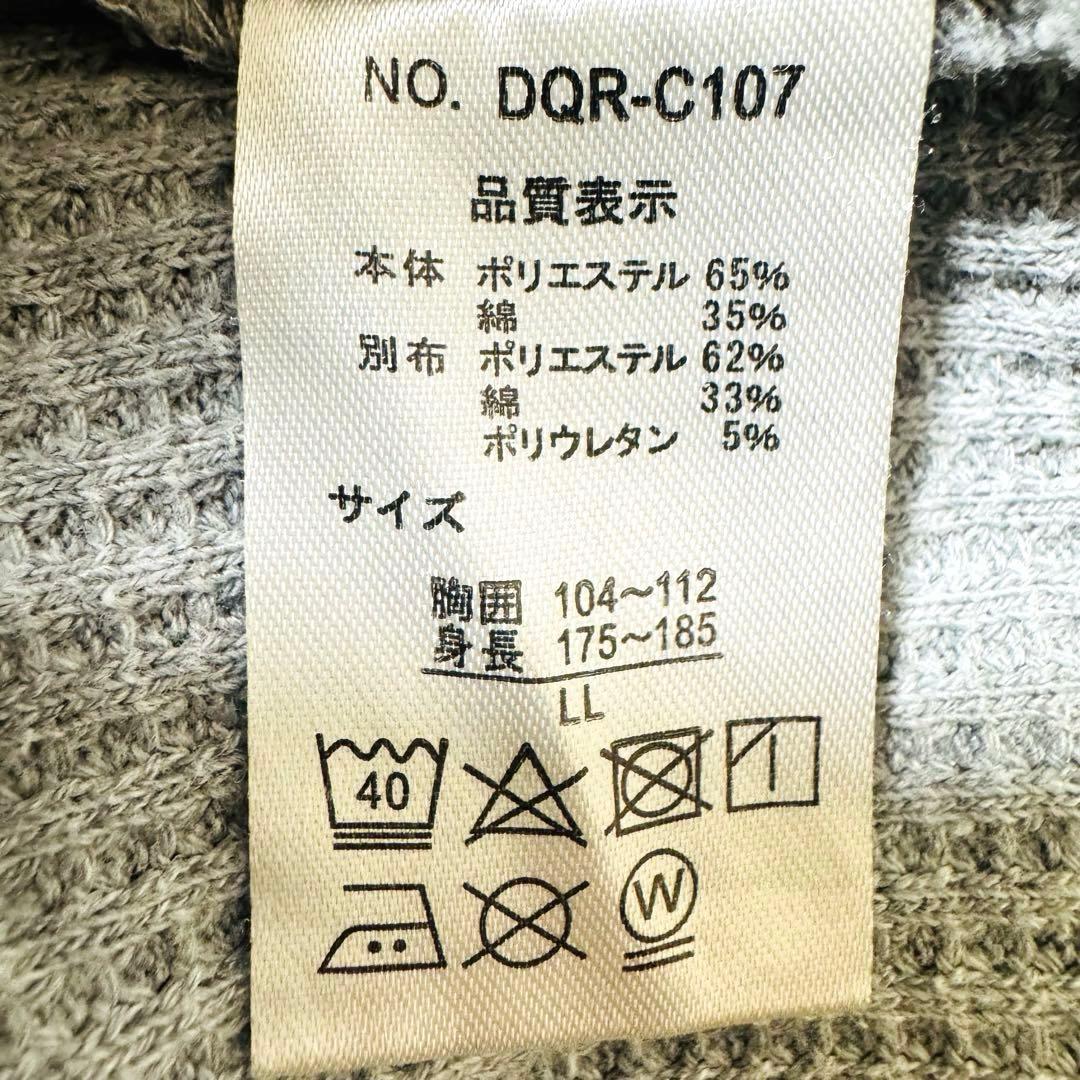 NO. DQR-C107
品質表示
本体 ポリエステル 65%
綿 35%
別布 ポリエステル 62%
綿 33%
ポリウレタン 5%
サイズ
胸囲 104～112
身長 175～185
LL
40
W